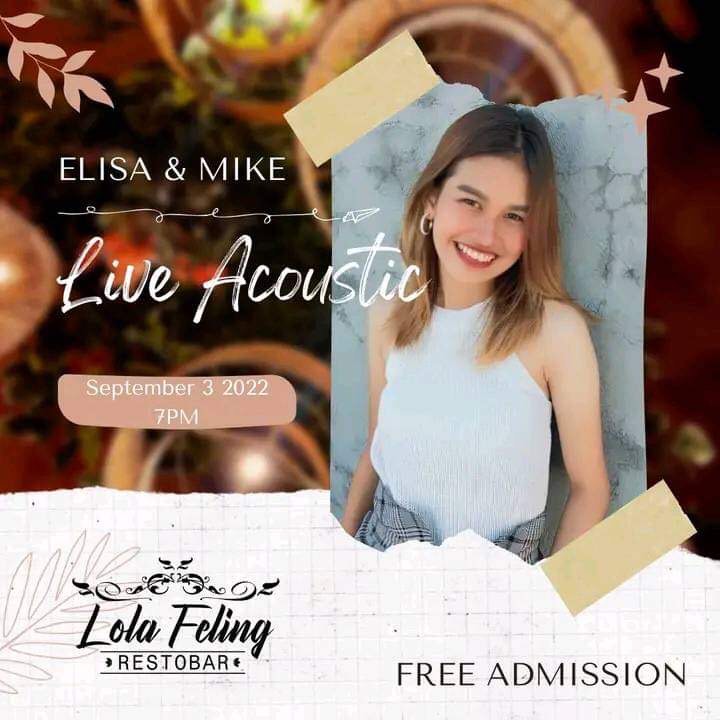 ELISA & MIKE
Live Acoustic
September 3 2022
7PM
Lola Feling
RESTOBAR
FREE ADMISSION